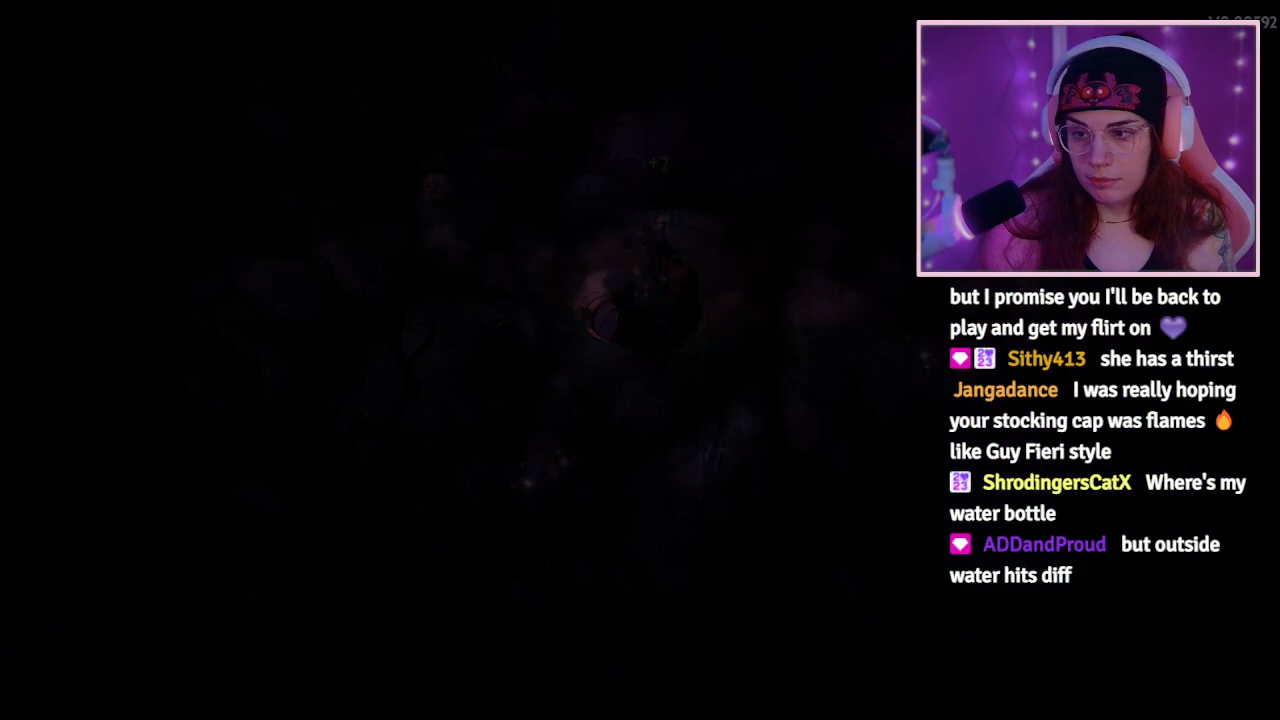 +3
but I promise you I'll be back to
play and get my flirt on 💜
Sithy413 she has a thirst
Jangadance I was really hoping
your stocking cap was flames 🔥
like Guy Fieri style
ShrodingersCatX Where's my
water bottle
ADDandProud but outside
water hits diff